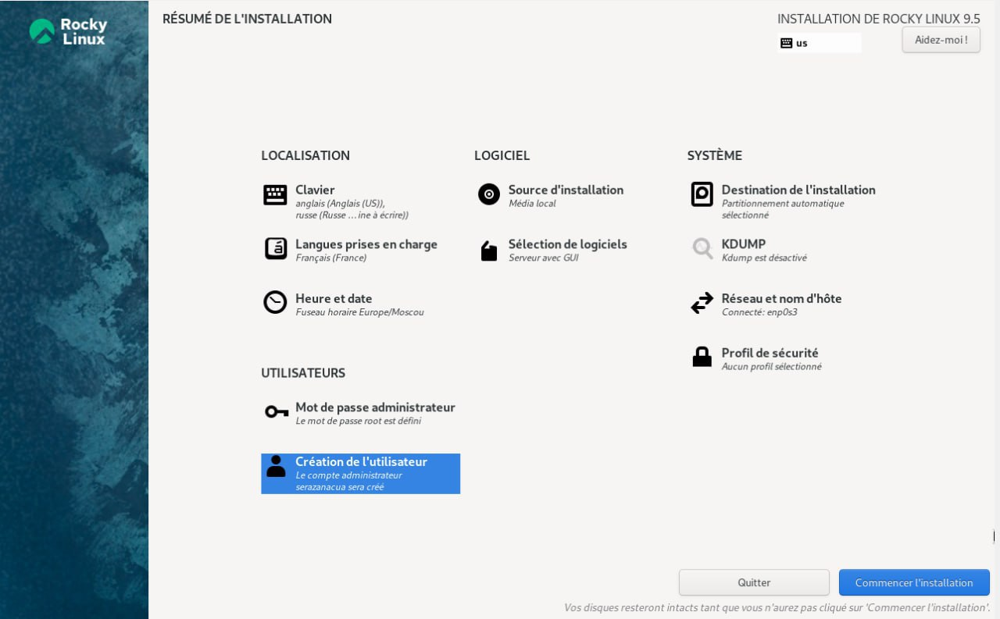 Rocky
Linux
RÉSUMÉ DE L'INSTALLATION
INSTALLATION DE ROCKY LINUX 9.5
us
Aidez-moi !
LOCALISATION
Clavier
anglais (Anglais (US)),
russe (Russe …ine à écrire))
Langues prises en charge
Français (France)
Heure et date
Fuseau horaire Europe/Moscou
LOGICIEL
Source d'installation
Média local
Sélection de logiciels
Serveur avec GUI
SYSTÈME
Destination de l'installation
Partitionnement automatique
sélectionné
KDUMP
Kdump est désactivé
Réseau et nom d'hôte
Connecté: enp0s3
Profil de sécurité
Aucun profil sélectionné
UTILISATEURS
Mot de passe administrateur
Le mot de passe root est défini
Création de l'utilisateur
Le compte administrateur
serazanacua sera créé
Quitter
Commencer l'installation
Vos disques resteront intacts tant que vous n'aurez pas cliqué sur 'Commencer l'installation'.